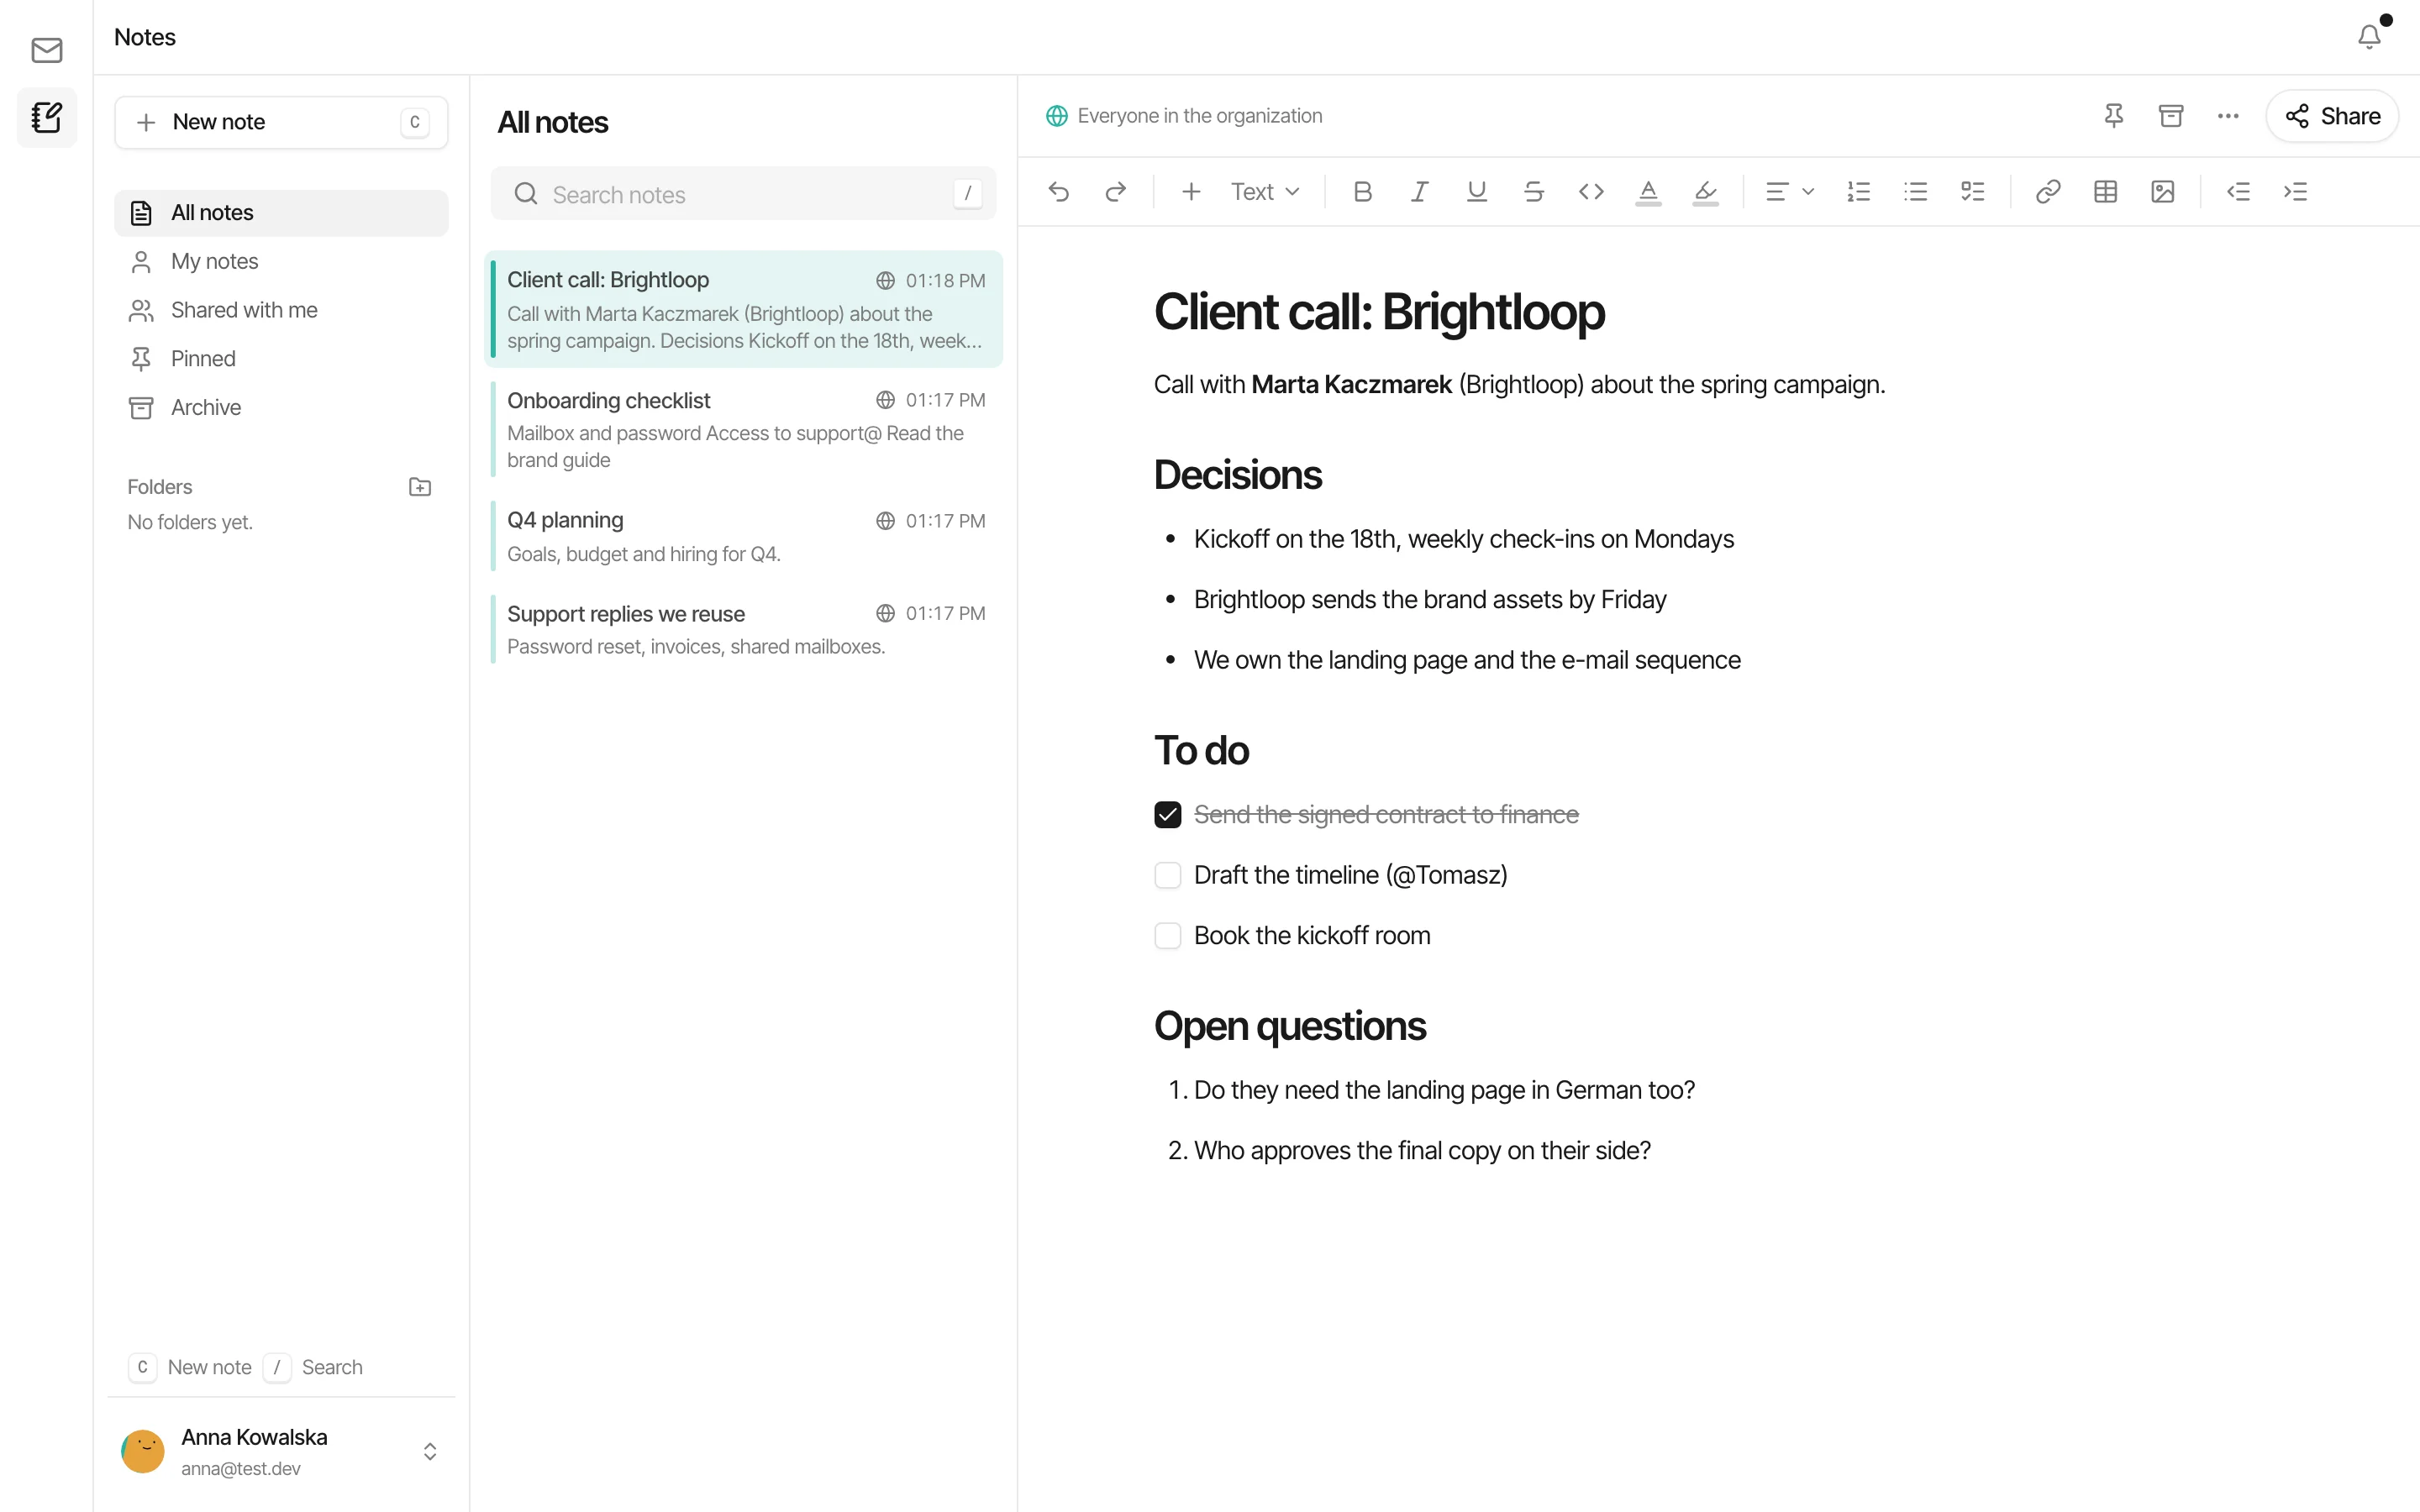 Notes
New note
C
All notes
My notes
Shared with me
Pinned
Archive
Folders
No folders yet.
C New note / Search
Anna Kowalska
anna@test.dev
All notes
Search notes /
Client call: Brightloop 01:18 PM
Call with Marta Kaczmarek (Brightloop) about the
spring campaign. Decisions Kickoff on the 18th, week...
Onboarding checklist 01:17 PM
Mailbox and password Access to support@ Read the
brand guide
Q4 planning 01:17 PM
Goals, budget and hiring for Q4.
Support replies we reuse 01:17 PM
Password reset, invoices, shared mailboxes.
Everyone in the organization
Share
Text
Client call: Brightloop
Call with Marta Kaczmarek (Brightloop) about the spring campaign.
Decisions
• Kickoff on the 18th, weekly check-ins on Mondays
• Brightloop sends the brand assets by Friday
• We own the landing page and the e-mail sequence
To do
Send the signed contract to finance
Draft the timeline (@Tomasz)
Book the kickoff room
Open questions
1. Do they need the landing page in German too?
2. Who approves the final copy on their side?